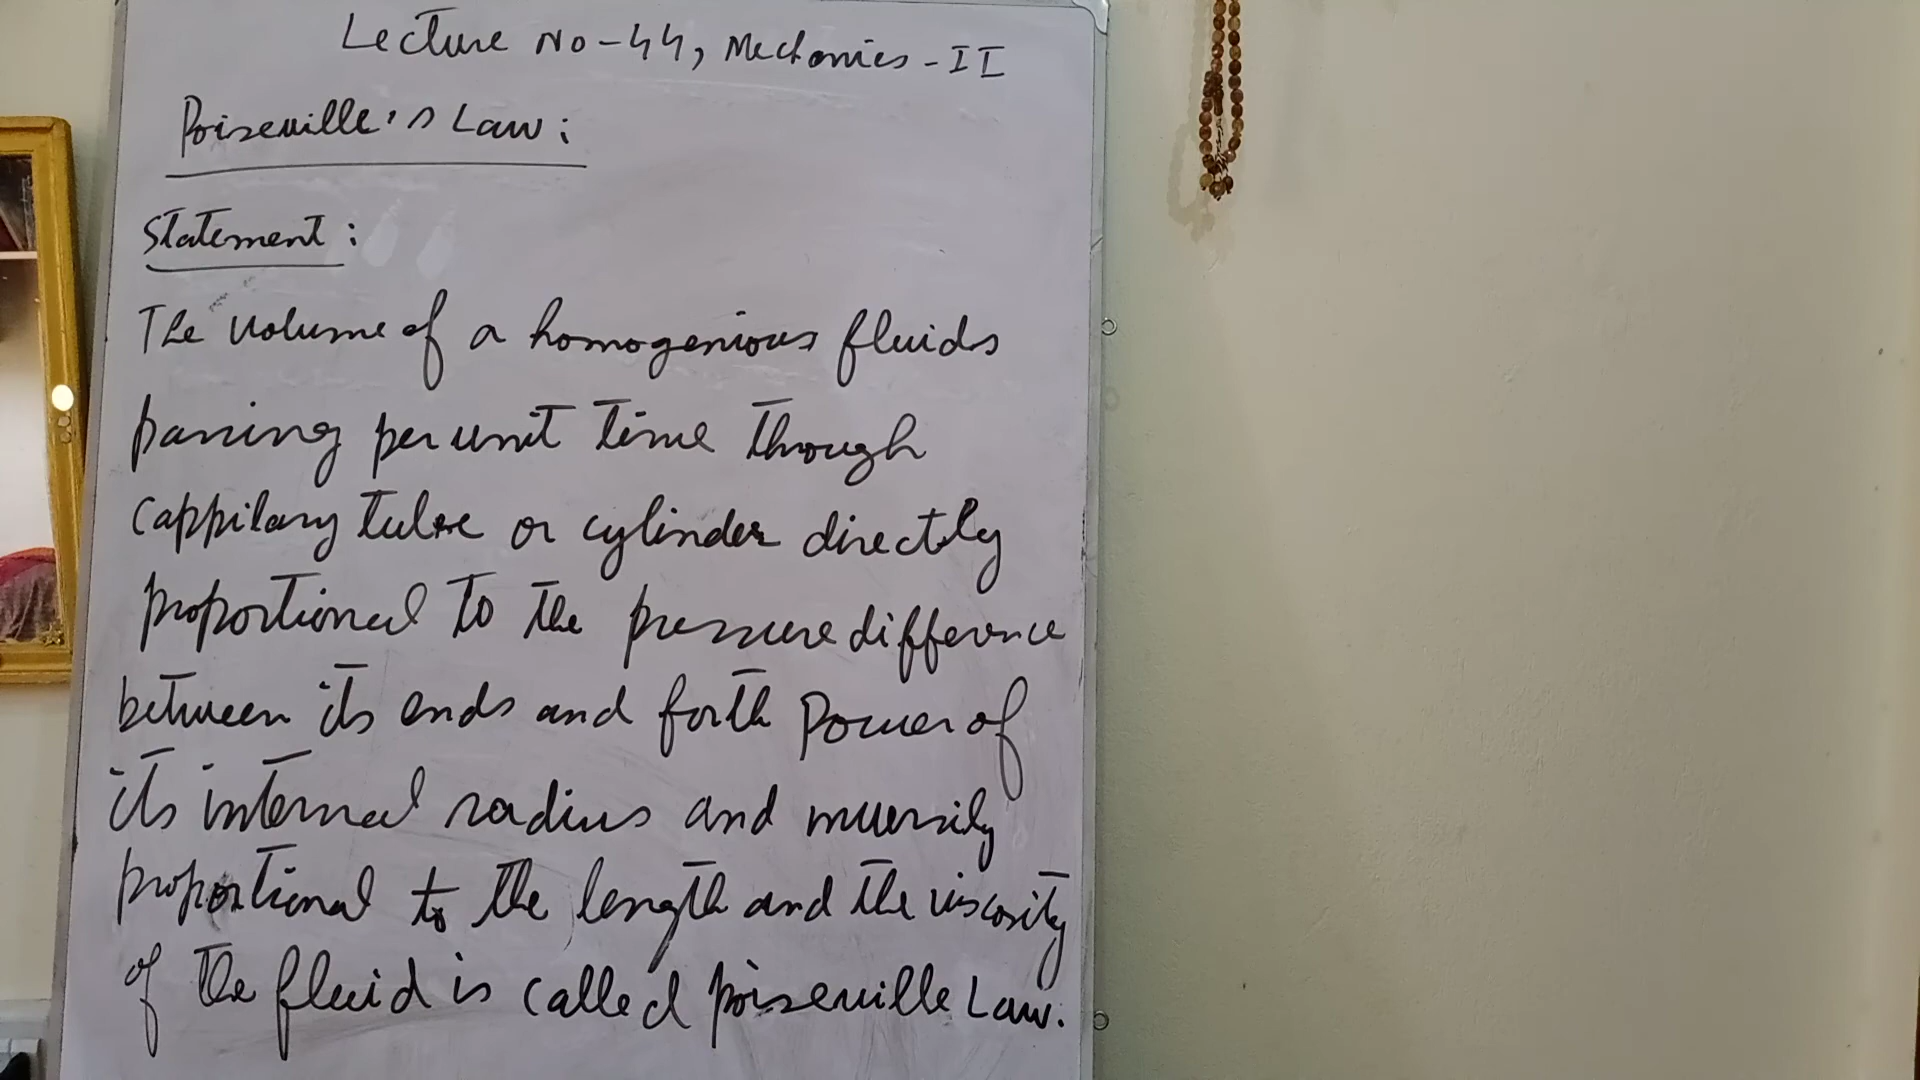 Lecture No-44, Mechanics-II
Poiseuille's Law:
Statement:
The volume of a homogenious fluids
passing per unit time through
cappilary tube or cylinder directly
proportional to the pressure difference
between its ends and forth Power of
its internal radius and inversily
proportional to the length and the viscosity
of the fluid is called poiseuille Law.